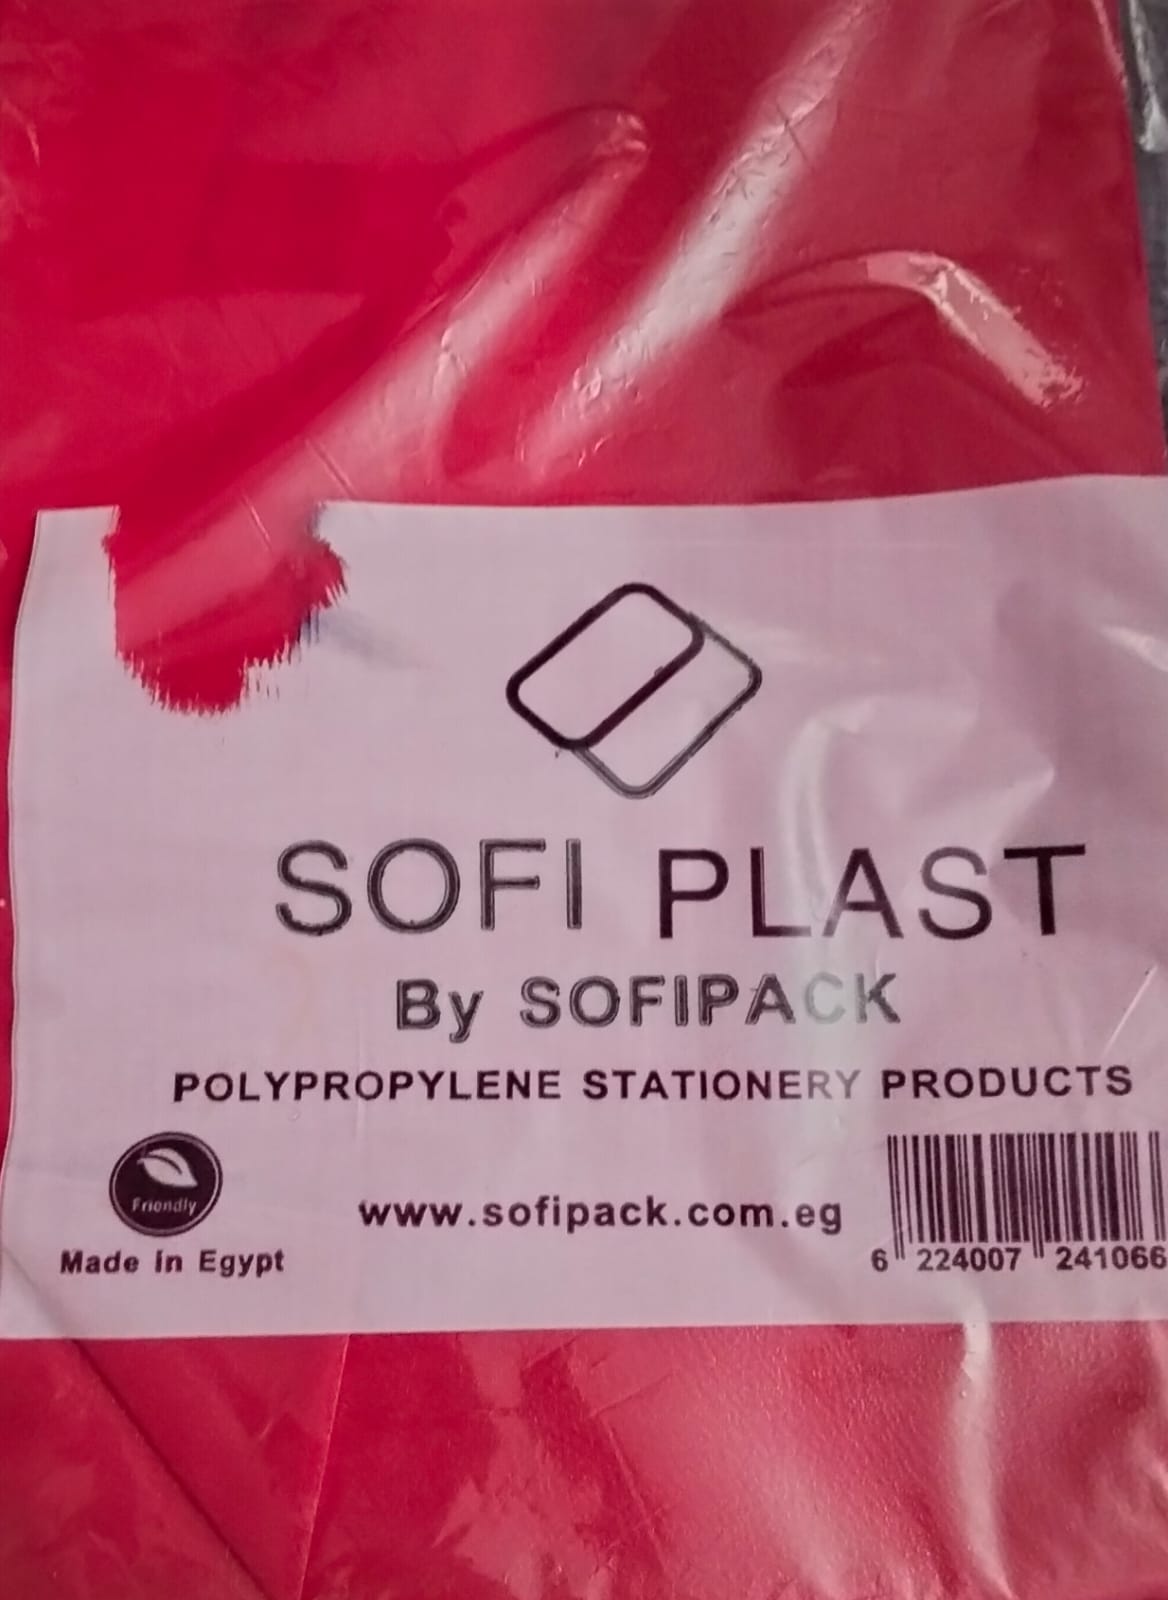 SOFI PLAST
By SOFIPACK
POLYPROPYLENE STATIONERY PRODUCTS
Friendly
www.sofipack.com.eg
Made in Egypt
6 224007 241066